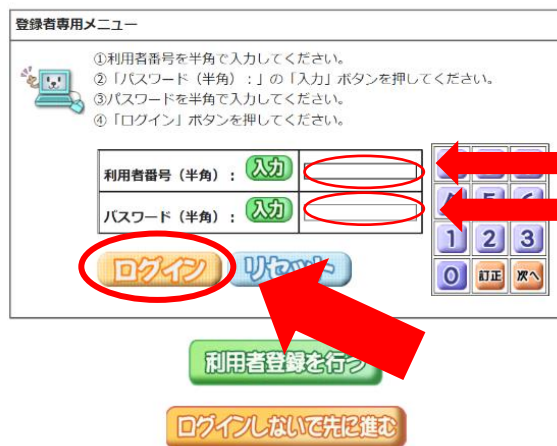 登録者専用メニュー
①利用者番号を半角で入力してください。
②「パスワード（半角）：」の「入力」ボタンを押してください。
③パスワードを半角で入力してください。
④「ログイン」ボタンを押してください。
利用者番号（半角）： 入力
パスワード（半角）： 入力
1 2 3
ログイン リセット 0 訂正 次へ
利用者登録を行う
ログインしないで先に進む